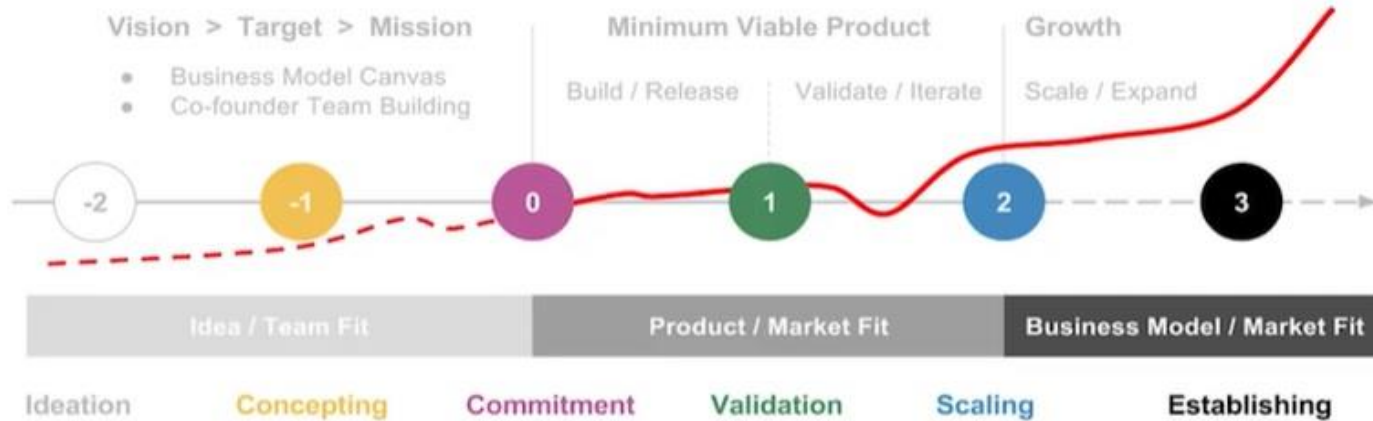 Vision > Target > Mission
• Business Model Canvas
• Co-founder Team Building
Minimum Viable Product
Build / Release
Validate / Iterate
Growth
Scale / Expand
-2
-1
0
1
2
3
Idea / Team Fit
Product / Market Fit
Business Model / Market Fit
Ideation
Concepting
Commitment
Validation
Scaling
Establishing